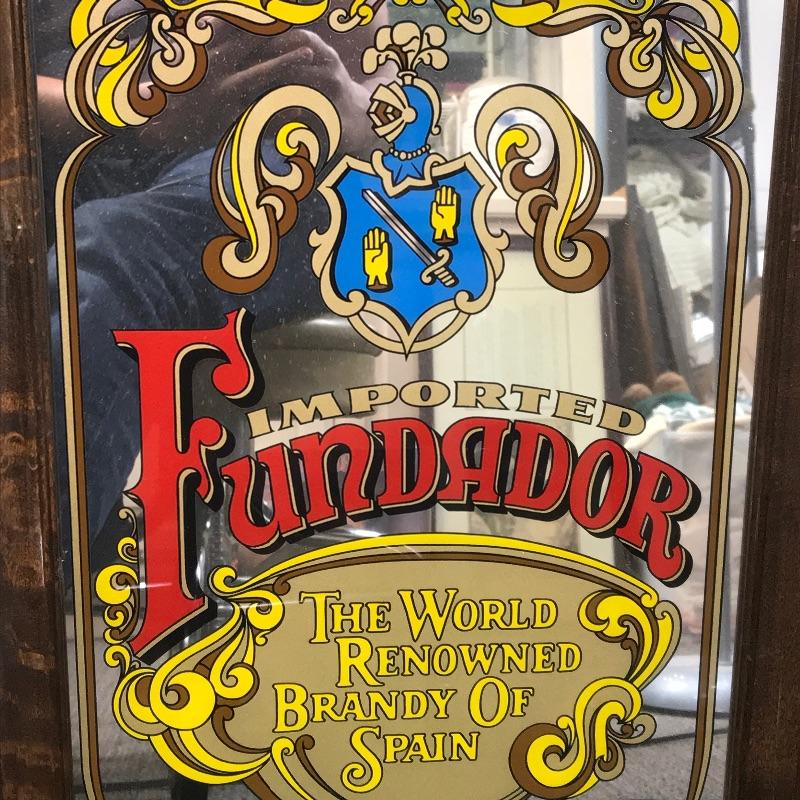 IMPORTED
FUNDADOR
THE WORLD
RENOWNED
BRANDY OF
SPAIN